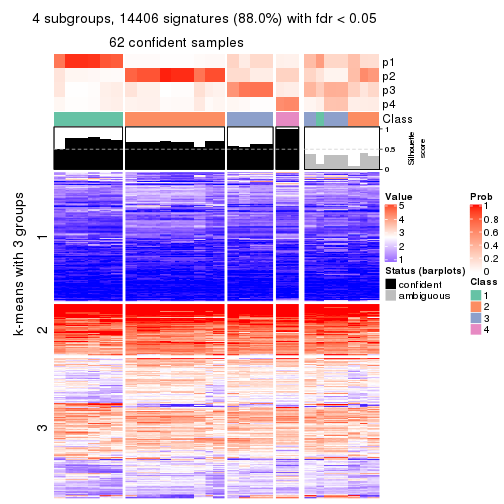 4 subgroups, 14406 signatures (88.0%) with fdr < 0.05
62 confident samples
p1
p2
p3
p4
Class
1
0.5
0
Silhouette
score
k-means with 3 groups
1
2
3
Value
5
4
3
2
1
Status (barplots)
confident
ambiguous
Prob
1
0.8
0.6
0.4
0.2
0
Class
1
2
3
4